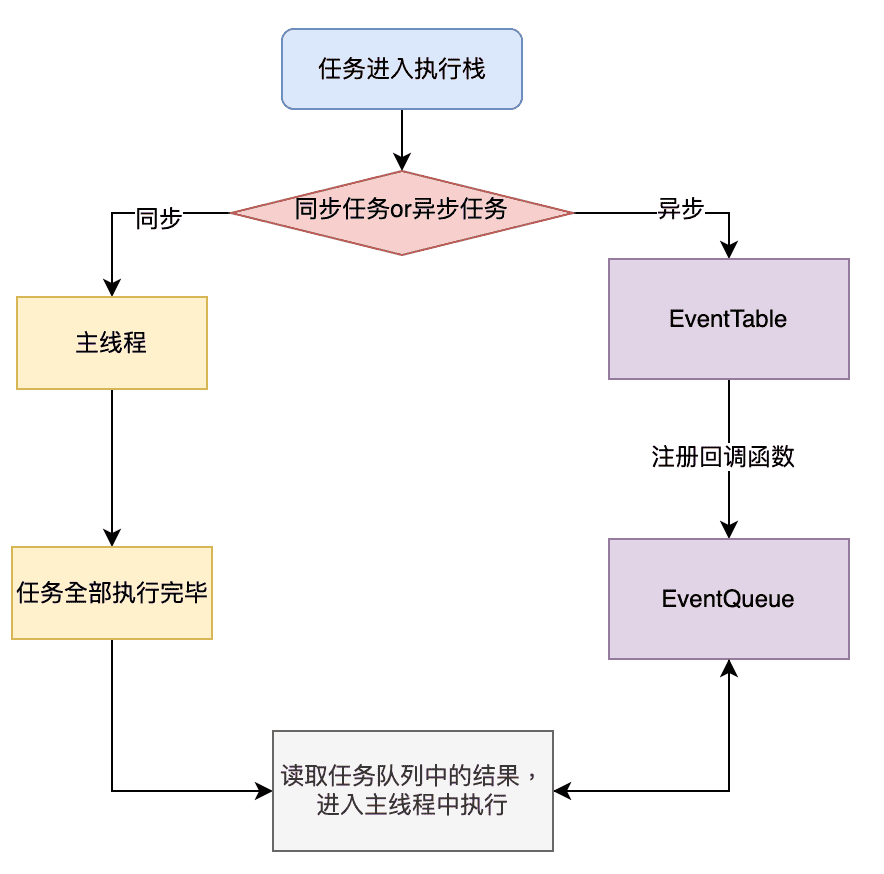 任务进入执行栈
同步任务or异步任务
同步
异步
主线程
EventTable
注册回调函数
任务全部执行完毕
EventQueue
读取任务队列中的结果，
进入主线程中执行